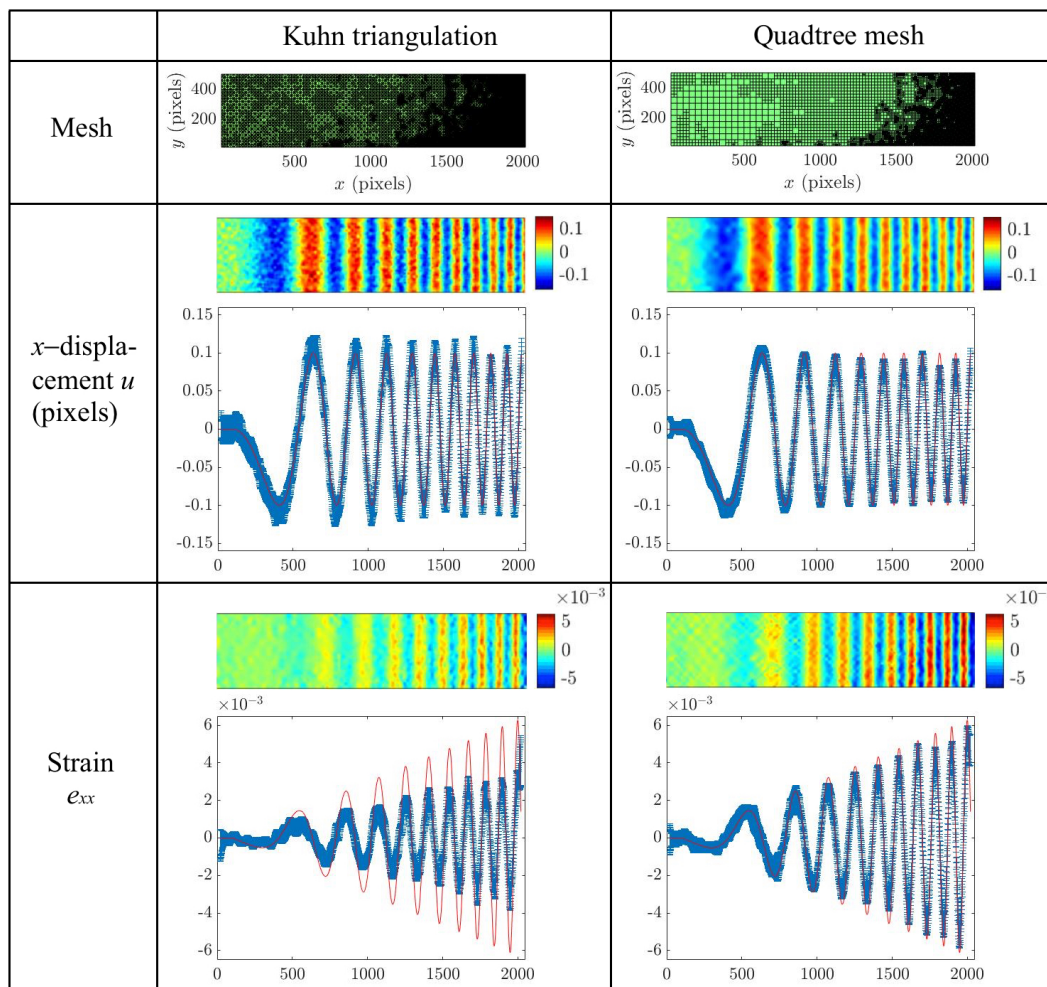 Kuhn triangulation
Quadtree mesh
Mesh
y (pixels)
400
200
500 1000 1500 2000
x (pixels)
y (pixels)
400
200
500 1000 1500 2000
x (pixels)
x–displa-
cement u
(pixels)
0.1
0
-0.1
0.15
0.1
0.05
0
-0.05
-0.1
-0.15
0 500 1000 1500 2000
0.1
0
-0.1
0.15
0.1
0.05
0
-0.05
-0.1
-0.15
0 500 1000 1500 2000
Strain
exx
×10⁻³
5
0
-5
×10⁻³
6
4
2
0
-2
-4
-6
0 500 1000 1500 2000
×10⁻
5
0
-5
×10⁻³
6
4
2
0
-2
-4
-6
0 500 1000 1500 2000